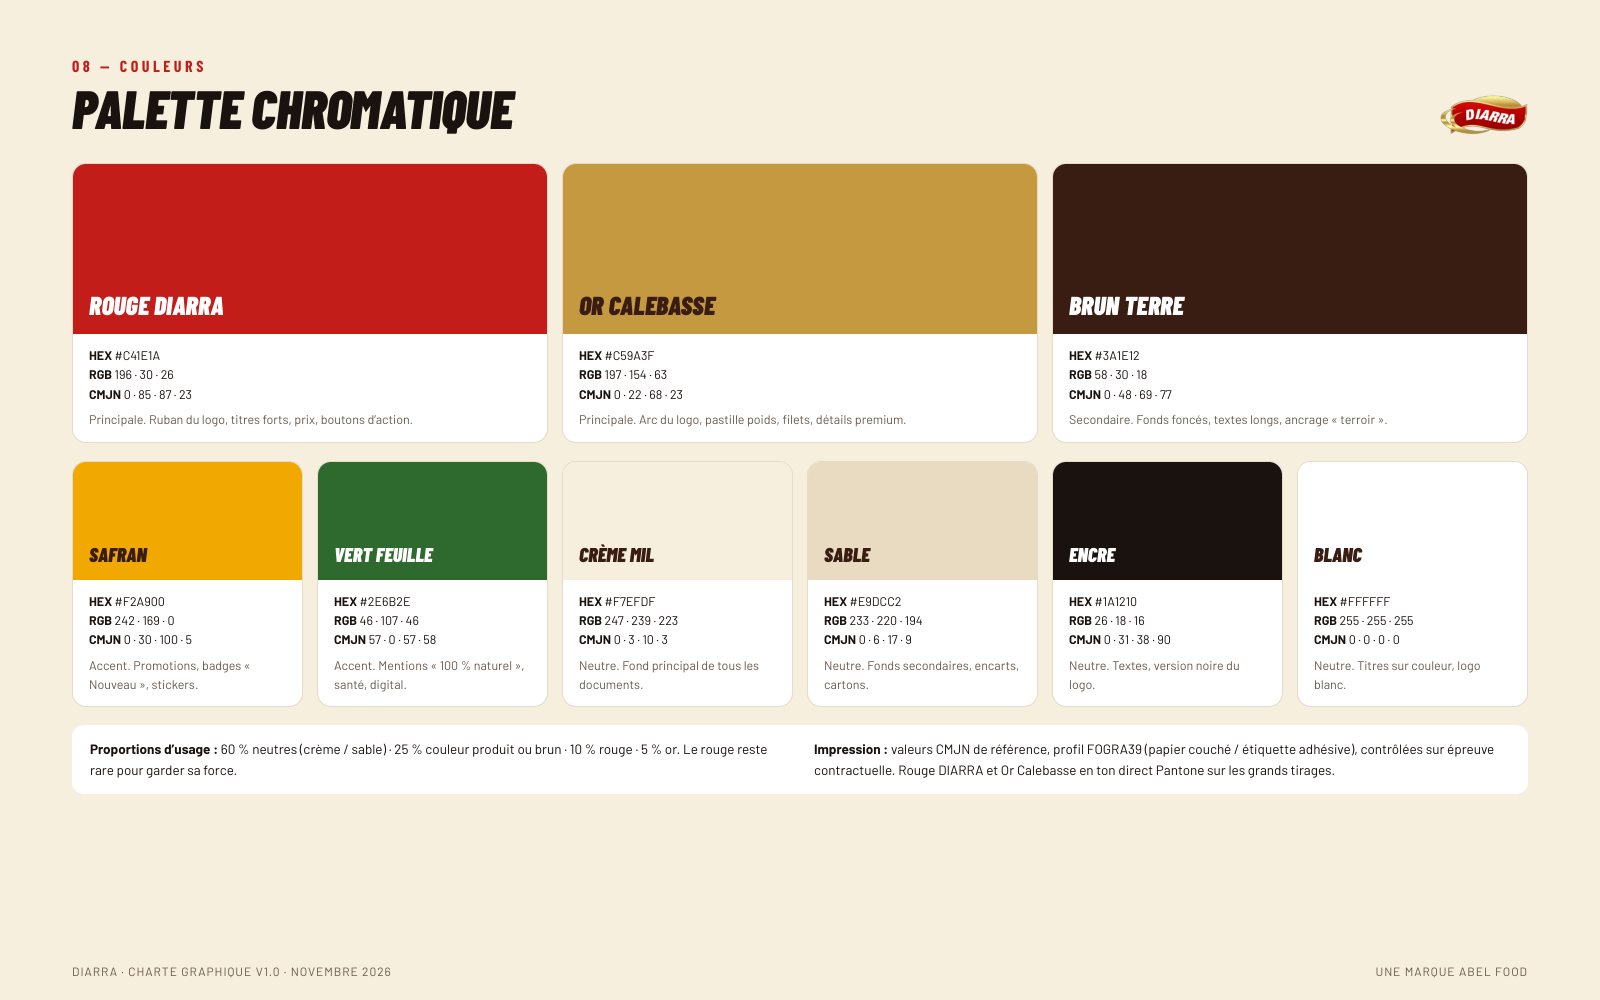 08 — COULEURS
PALETTE CHROMATIQUE
DIARRA
ROUGE DIARRA
HEX #C41E1A
RGB 196 · 30 · 26
CMJN 0 · 85 · 87 · 23
Principale. Ruban du logo, titres forts, prix, boutons d’action.
OR CALEBASSE
HEX #C59A3F
RGB 197 · 154 · 63
CMJN 0 · 22 · 68 · 23
Principale. Arc du logo, pastille poids, filets, détails premium.
BRUN TERRE
HEX #3A1E12
RGB 58 · 30 · 18
CMJN 0 · 48 · 69 · 77
Secondaire. Fonds foncés, textes longs, ancrage « terroir ».
SAFRAN
HEX #F2A900
RGB 242 · 169 · 0
CMJN 0 · 30 · 100 · 5
Accent. Promotions, badges «
Nouveau », stickers.
VERT FEUILLE
HEX #2E6B2E
RGB 46 · 107 · 46
CMJN 57 · 0 · 57 · 58
Accent. Mentions « 100 % naturel »,
santé, digital.
CRÈME MIL
HEX #F7EFDF
RGB 247 · 239 · 223
CMJN 0 · 3 · 10 · 3
Neutre. Fond principal de tous les
documents.
SABLE
HEX #E9DCC2
RGB 233 · 220 · 194
CMJN 0 · 6 · 17 · 9
Neutre. Fonds secondaires, encarts,
cartons.
ENCRE
HEX #1A1210
RGB 26 · 18 · 16
CMJN 0 · 31 · 38 · 90
Neutre. Textes, version noire du
logo.
BLANC
HEX #FFFFFF
RGB 255 · 255 · 255
CMJN 0 · 0 · 0 · 0
Neutre. Titres sur couleur, logo
blanc.
Proportions d’usage : 60 % neutres (crème / sable) · 25 % couleur produit ou brun · 10 % rouge · 5 % or. Le rouge reste
rare pour garder sa force.
Impression : valeurs CMJN de référence, profil FOGRA39 (papier couché / étiquette adhésive), contrôlées sur épreuve
contractuelle. Rouge DIARRA et Or Calebasse en ton direct Pantone sur les grands tirages.
DIARRA · CHARTE GRAPHIQUE V1.0 · NOVEMBRE 2026
UNE MARQUE ABEL FOOD